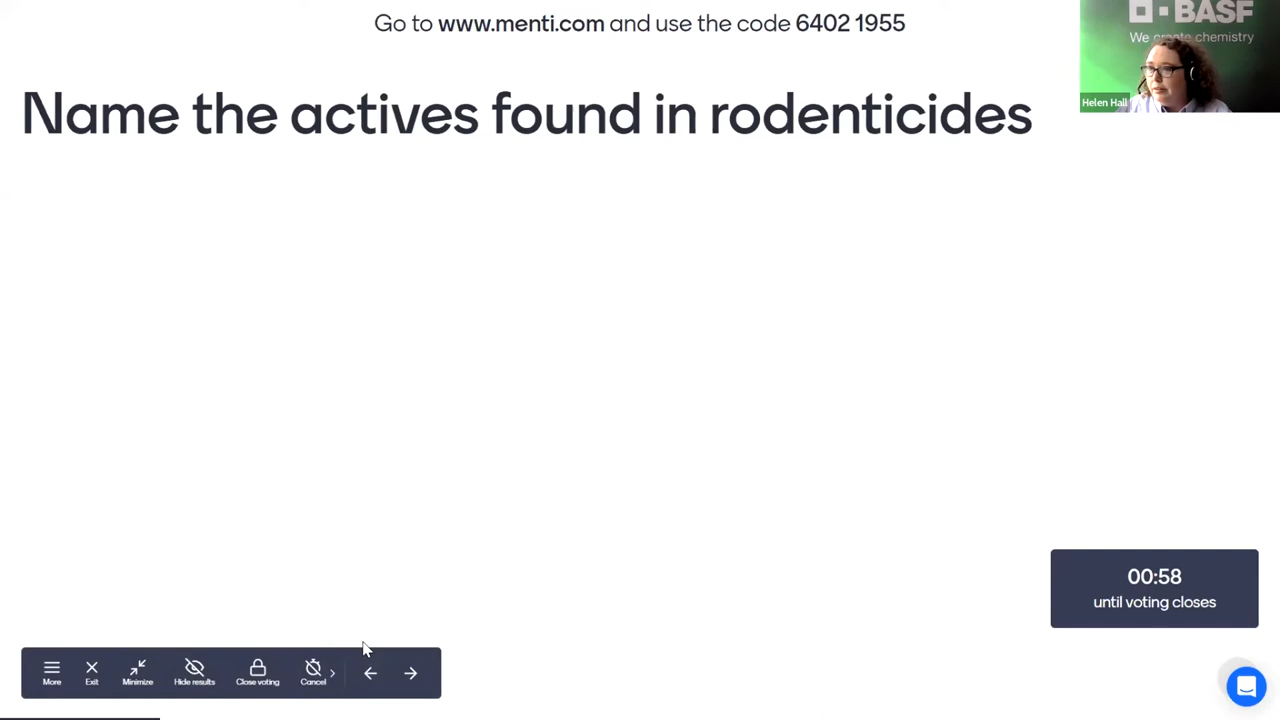 Go to www.menti.com and use the code 6402 1955
BASF
We create chemistry
Helen Hall
Name the actives found in rodenticides
00:58
until voting closes
More
Exit
Minimize
Hide results
Close voting
Cancel